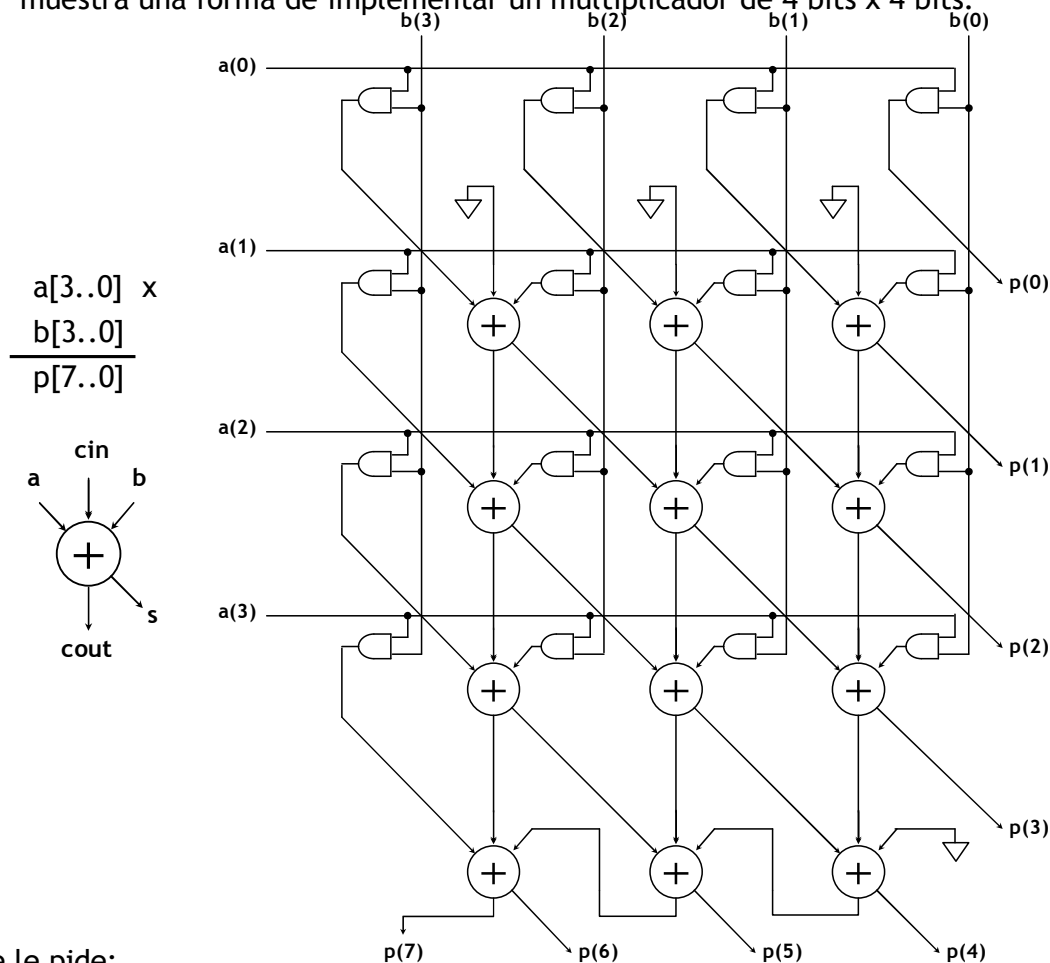 muestra una forma de implementar un multiplicador de 4 bits x 4 bits.
b(3) b(2) b(1) b(0)
a(0)
a(1)
p(0)
a[3..0] x
b[3..0]
p[7..0]
+ + +
a(2)
cin
p(1)
a b
+ + +
+
s
cout
a(3)
p(2)
+ + +
p(3)
+ + +
e le pide:
p(7) p(6) p(5) p(4)